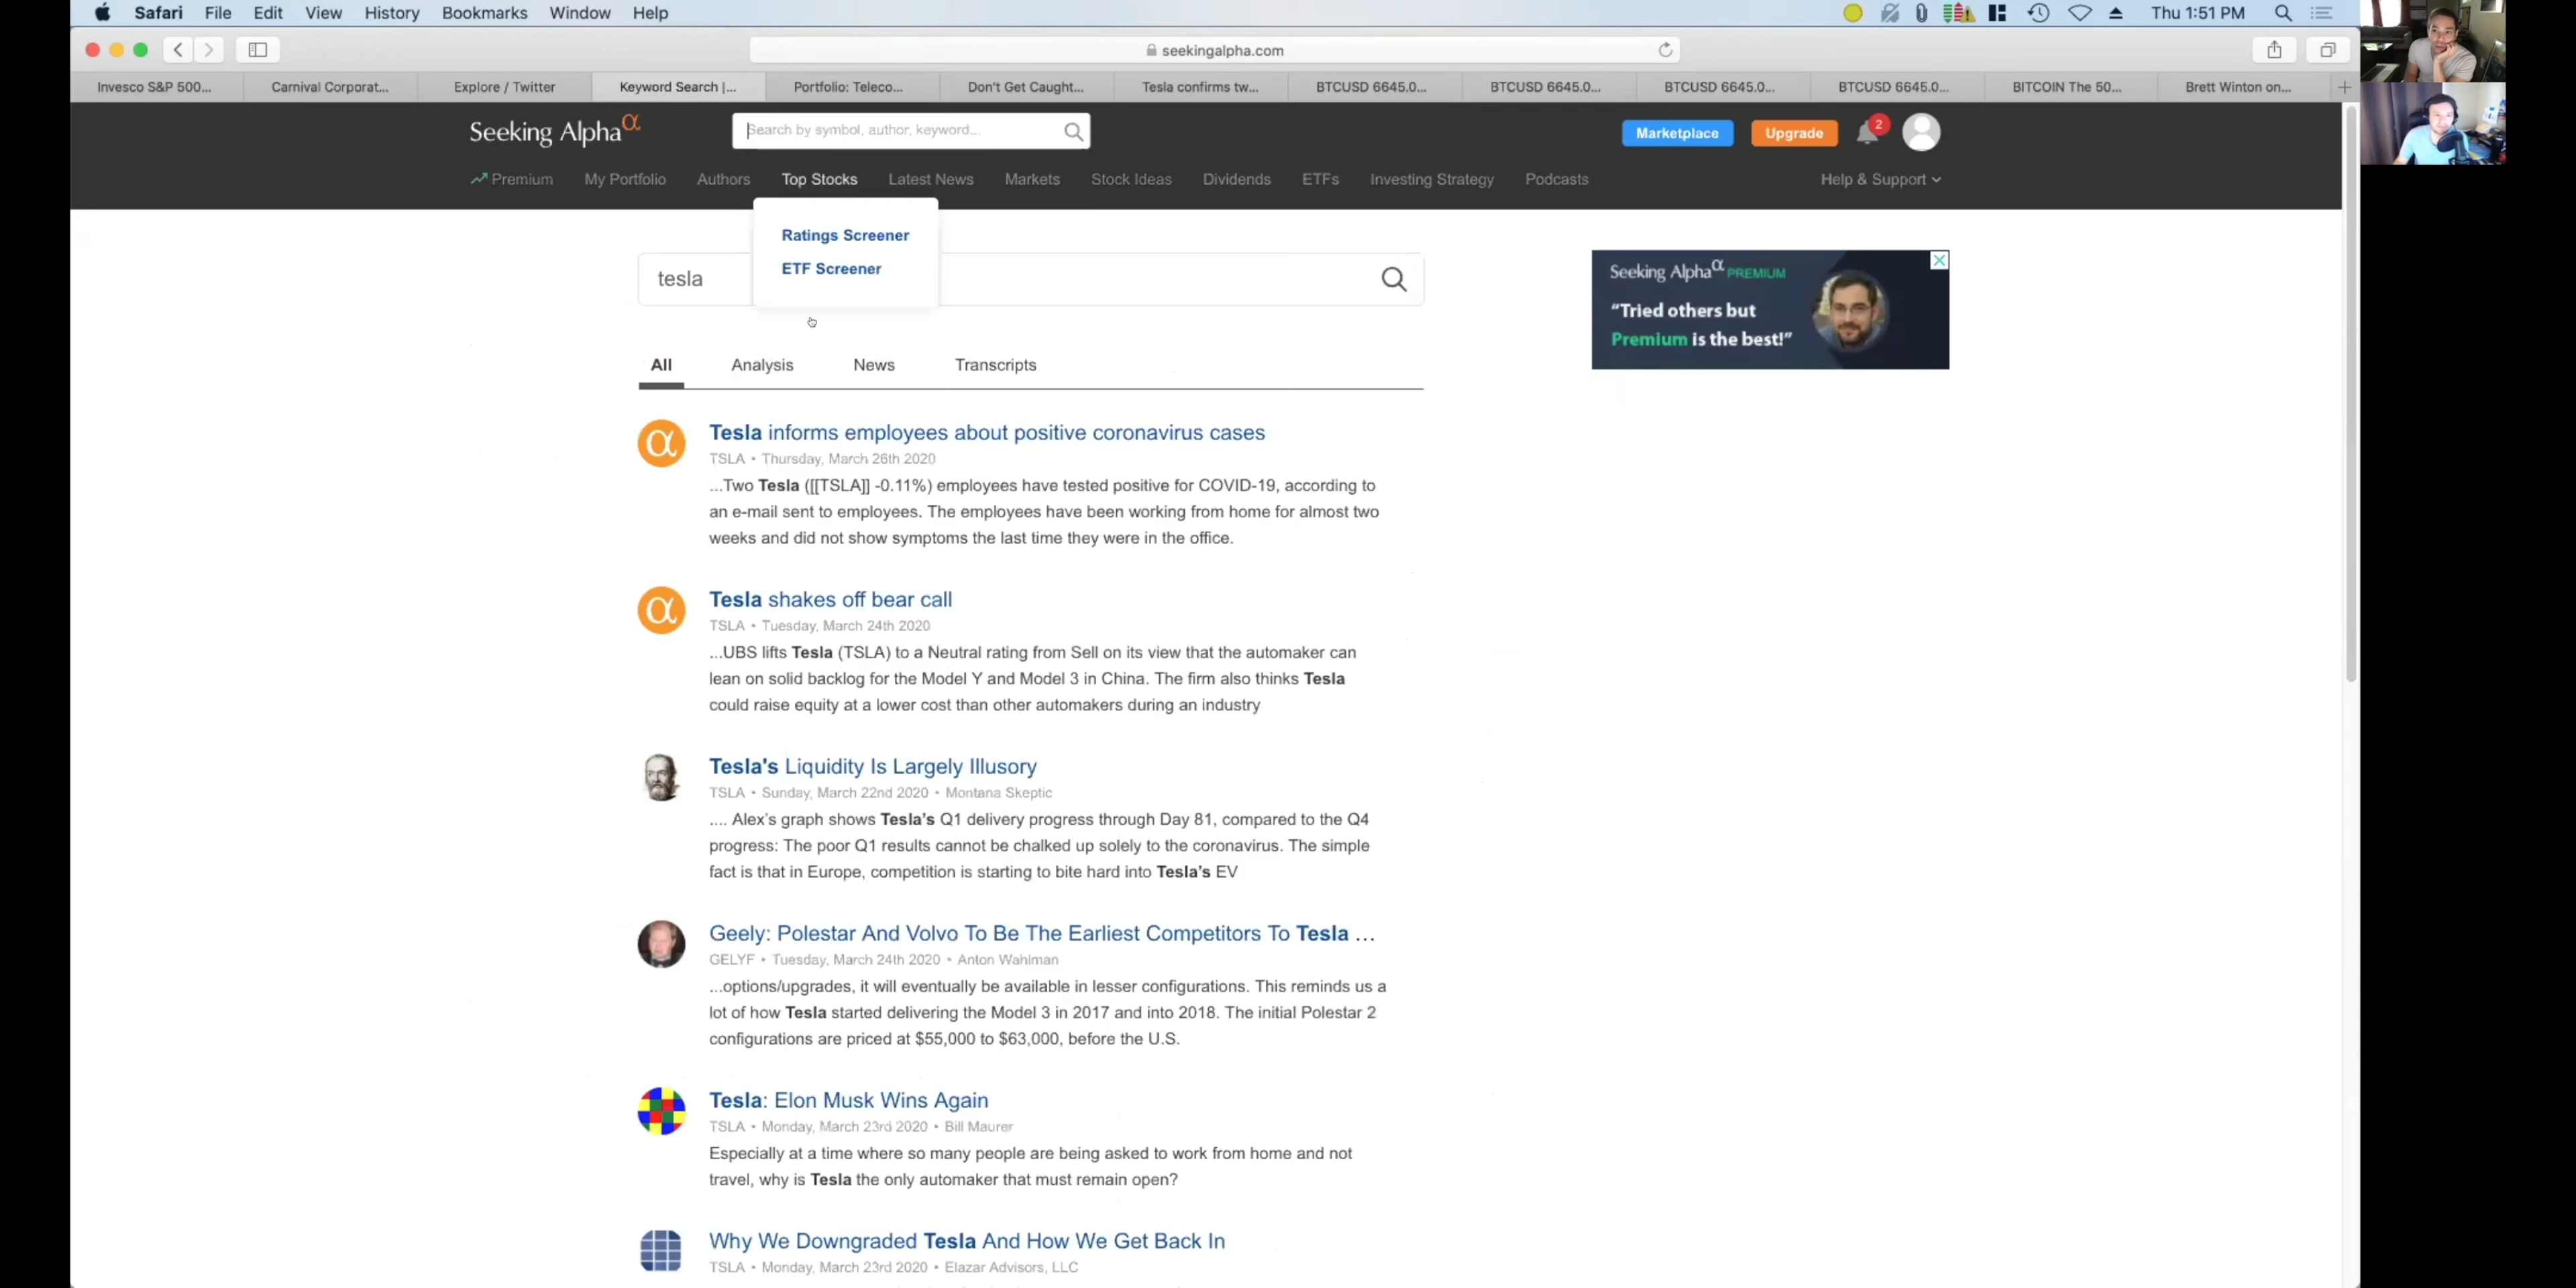 Safari File Edit View History Bookmarks Window Help Thu 1:51 PM
seekingalpha.com
Invesco S&P 500... Carnival Corporat... Explore / Twitter Keyword Search |... Portfolio: Teleco... Don't Get Caught... Tesla confirms tw... BTCUSD 6645.0... BTCUSD 6645.0... BTCUSD 6645.0... BTCUSD 6645.0... BITCOIN The 50... Brett Winton on...
Seeking Alphaα Search by symbol, author, keyword... Marketplace Upgrade 2
Premium My Portfolio Authors Top Stocks Latest News Markets Stock Ideas Dividends ETFs Investing Strategy Podcasts Help & Support
Ratings Screener
ETF Screener
tesla
Seeking Alphaα PREMIUM
“Tried others but
Premium is the best!”
All Analysis News Transcripts
Tesla informs employees about positive coronavirus cases
TSLA • Thursday, March 26th 2020
...Two Tesla ([[TSLA]] -0.11%) employees have tested positive for COVID-19, according to
an e-mail sent to employees. The employees have been working from home for almost two
weeks and did not show symptoms the last time they were in the office.
Tesla shakes off bear call
TSLA • Tuesday, March 24th 2020
...UBS lifts Tesla (TSLA) to a Neutral rating from Sell on its view that the automaker can
lean on solid backlog for the Model Y and Model 3 in China. The firm also thinks Tesla
could raise equity at a lower cost than other automakers during an industry
Tesla's Liquidity Is Largely Illusory
TSLA • Sunday, March 22nd 2020 • Montana Skeptic
.... Alex’s graph shows Tesla’s Q1 delivery progress through Day 81, compared to the Q4
progress: The poor Q1 results cannot be chalked up solely to the coronavirus. The simple
fact is that in Europe, competition is starting to bite hard into Tesla’s EV
Geely: Polestar And Volvo To Be The Earliest Competitors To Tesla ...
GELYF • Tuesday, March 24th 2020 • Anton Wahlman
...options/upgrades, it will eventually be available in lesser configurations. This reminds us a
lot of how Tesla started delivering the Model 3 in 2017 and into 2018. The initial Polestar 2
configurations are priced at $55,000 to $63,000, before the U.S.
Tesla: Elon Musk Wins Again
TSLA • Monday, March 23rd 2020 • Bill Maurer
Especially at a time where so many people are being asked to work from home and not
travel, why is Tesla the only automaker that must remain open?
Why We Downgraded Tesla And How We Get Back In
TSLA • Monday, March 23rd 2020 • Elazar Advisors, LLC